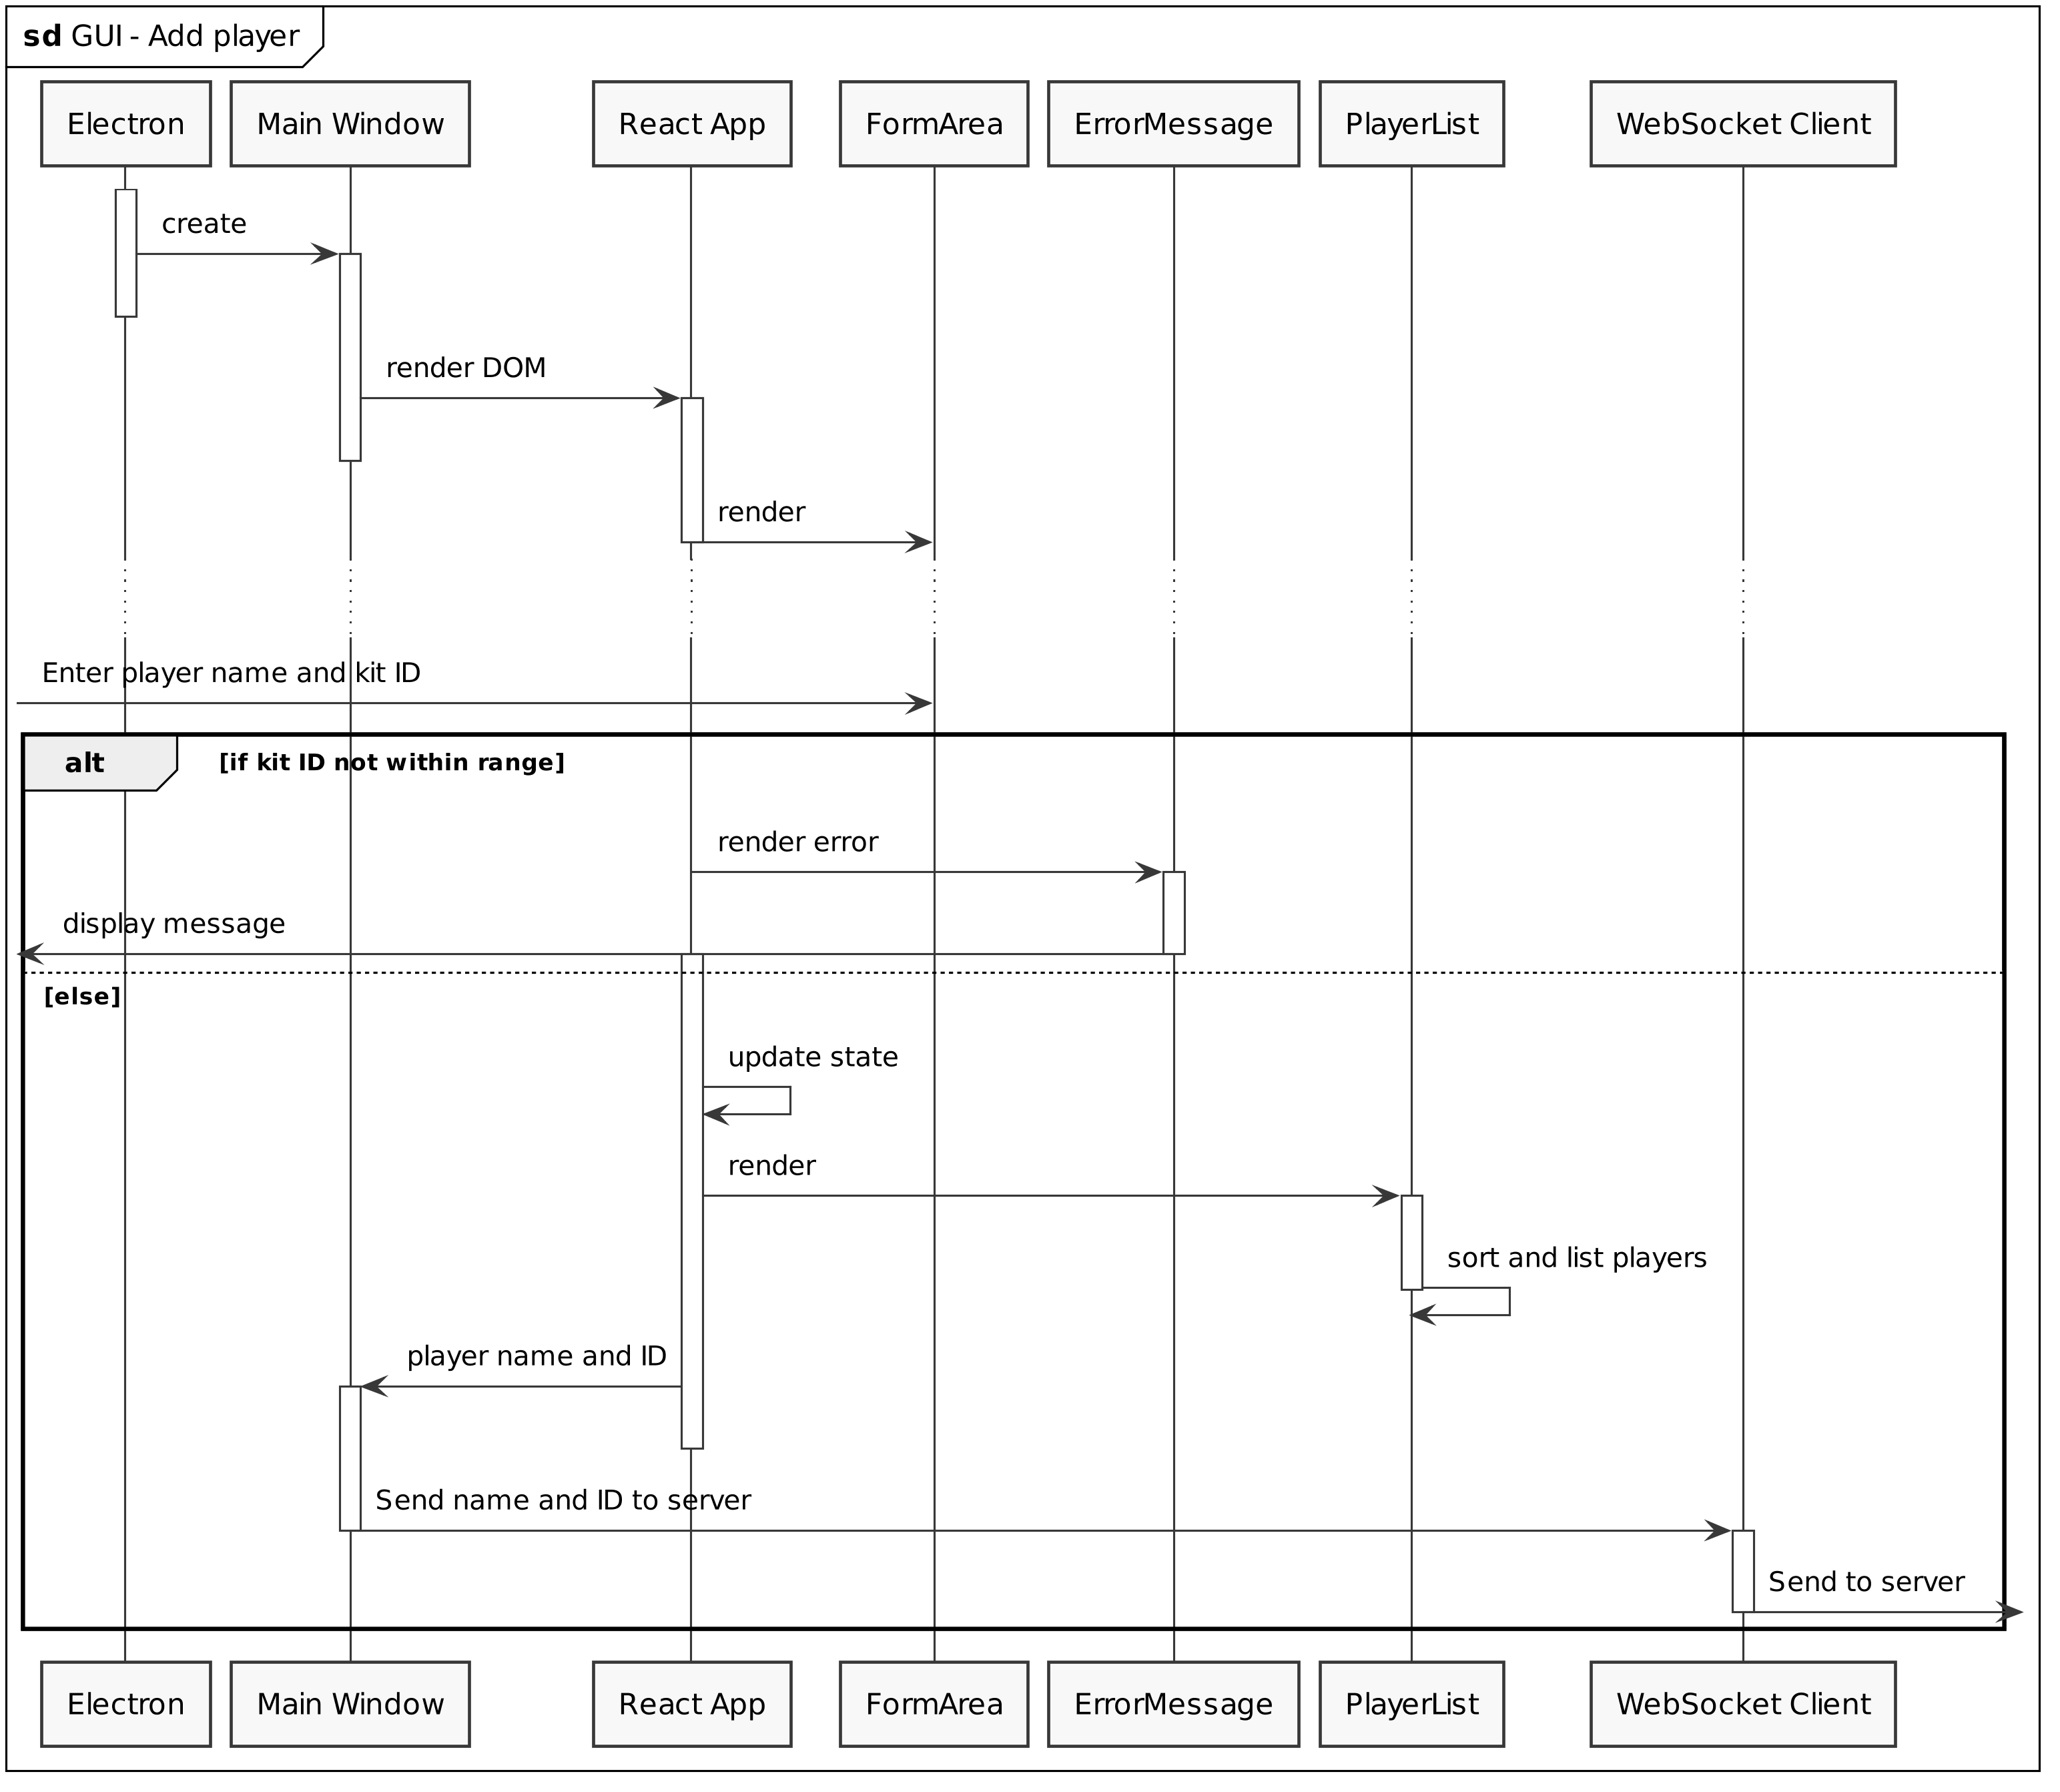 sd GUI - Add player
Electron
Main Window
React App
FormArea
ErrorMessage
PlayerList
WebSocket Client
create
render DOM
render
Enter player name and kit ID
alt
[if kit ID not within range]
render error
display message
[else]
update state
render
sort and list players
player name and ID
Send name and ID to server
Send to server
Electron
Main Window
React App
FormArea
ErrorMessage
PlayerList
WebSocket Client